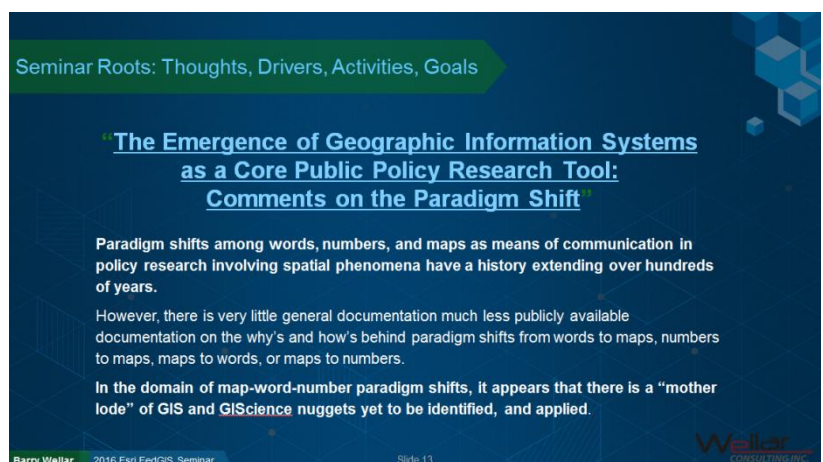 Seminar Roots: Thoughts, Drivers, Activities, Goals
“The Emergence of Geographic Information Systems
as a Core Public Policy Research Tool:
Comments on the Paradigm Shift”
Paradigm shifts among words, numbers, and maps as means of communication in
policy research involving spatial phenomena have a history extending over hundreds
of years.
However, there is very little general documentation much less publicly available
documentation on the why’s and how’s behind paradigm shifts from words to maps, numbers
to maps, maps to words, or maps to numbers.
In the domain of map-word-number paradigm shifts, it appears that there is a “mother
lode” of GIS and GIScience nuggets yet to be identified, and applied.
Barry Wellar 2016 Esri FedGIS Seminar Slide 13
Wellar
CONSULTING INC.